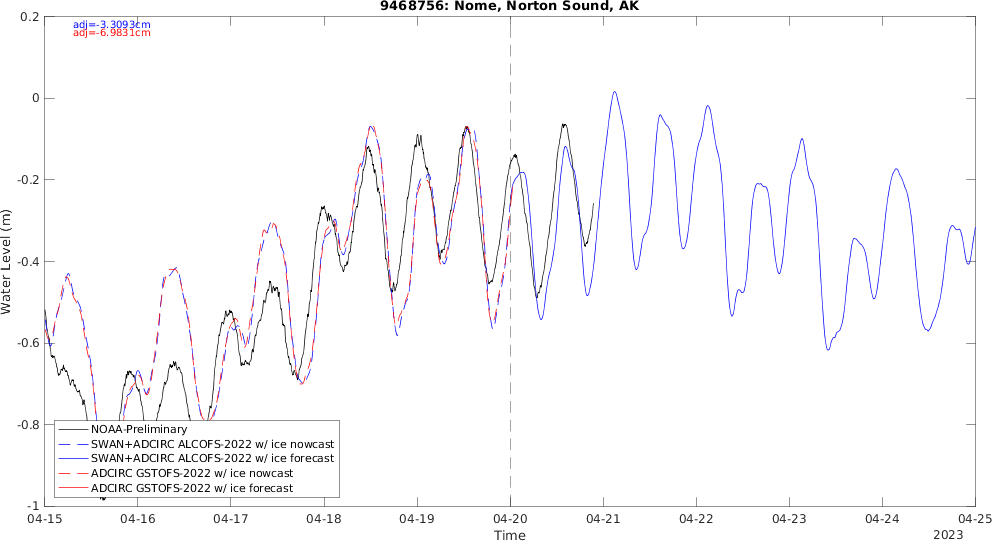 9468756: Nome, Norton Sound, AK
adj=-3.3093cm
adj=-6.9831cm
0.2
0
-0.2
-0.4
-0.6
-0.8
-1
Water Level (m)
NOAA-Preliminary
SWAN+ADCIRC ALCOFS-2022 w/ ice nowcast
SWAN+ADCIRC ALCOFS-2022 w/ ice forecast
ADCIRC GSTOFS-2022 w/ ice nowcast
ADCIRC GSTOFS-2022 w/ ice forecast
04-15 04-16 04-17 04-18 04-19 04-20 04-21 04-22 04-23 04-24 04-25
Time
2023